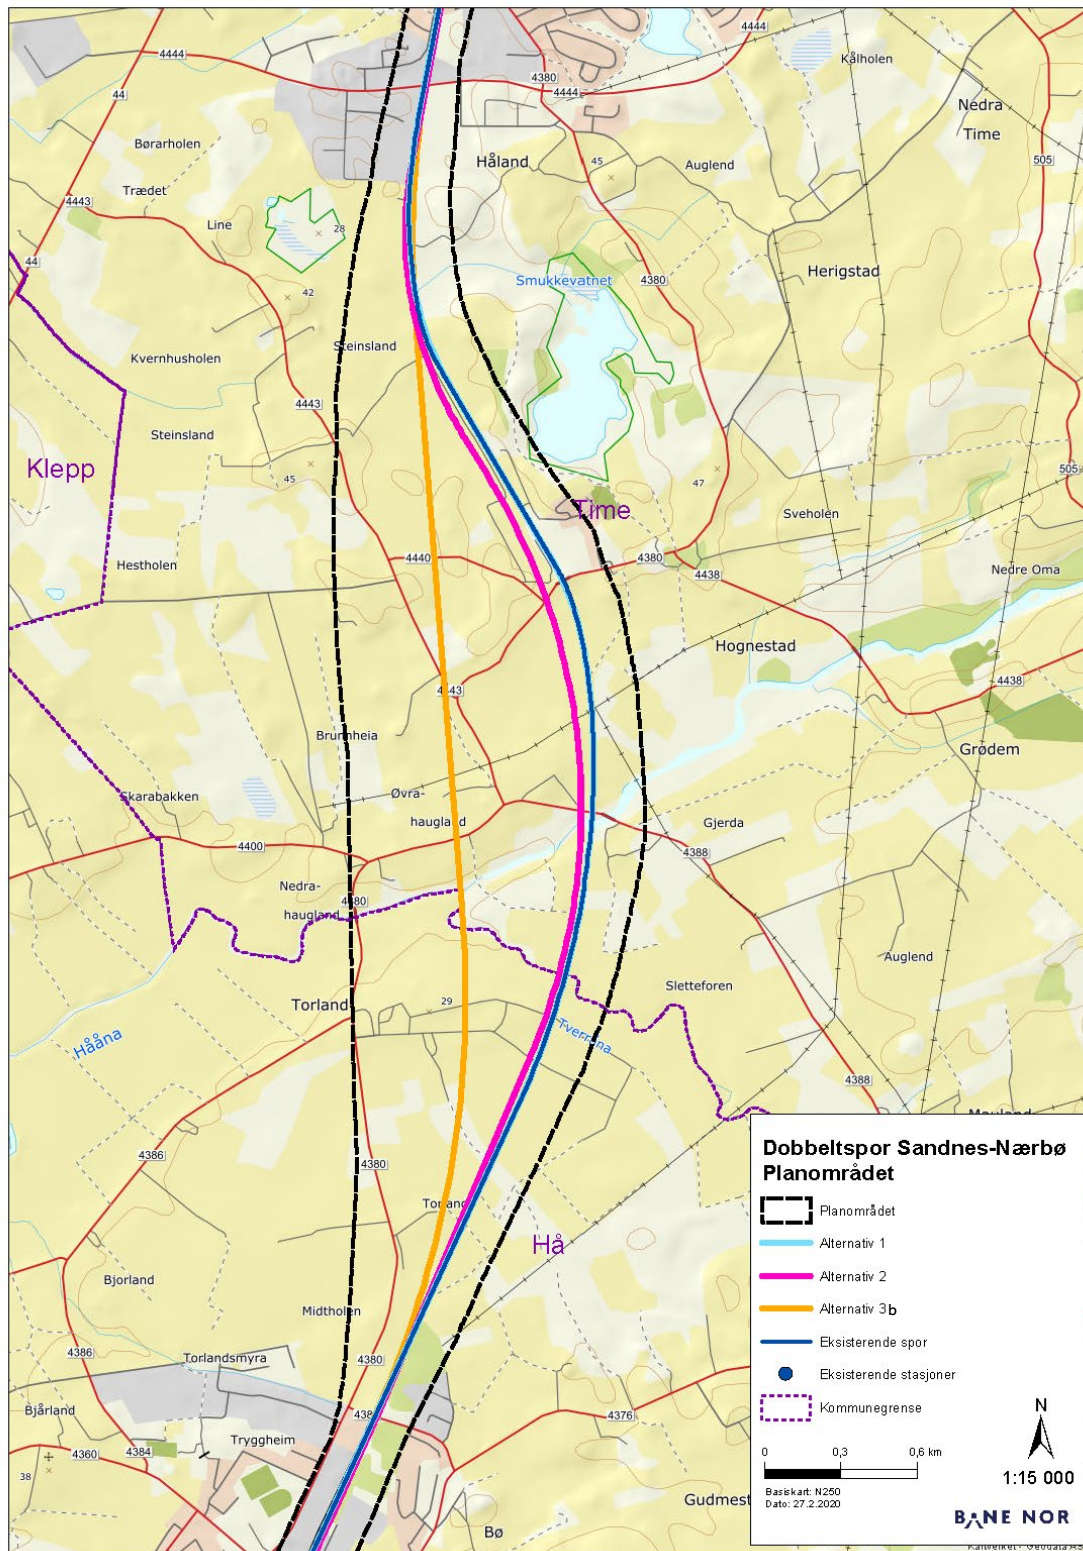 4444
4444
44
4380
4444
Kålholen
Nedra
Time
Børarholen
Håland
45
Auglend
505
Trædet
4443
Line
28
44
Smukkevatnet
4380
Herigstad
42
Steinsland
Kvernhusholen
4443
Steinsland
Klepp
45
47
505
Time
Sveholen
4440
4380
4438
Hestholen
Nedre Oma
Hognestad
4438
4443
Brunnheia
Grødem
Skarabakken
Øvra-
haugland
Gjerda
4400
4388
Nedra-
haugland
4380
Auglend
Sletteforen
Torland
29
Hååna
Tverråna
4388
4386
4380
Torland
Hå
Bjorland
Midtholen
4386
4380
Torlandsmyra
Bjårland
4380
4376
4360
4384
Tryggheim
38
Gudmest
Bø
Dobbeltspor Sandnes-Nærbø
Planområdet
Planområdet
Alternativ 1
Alternativ 2
Alternativ 3b
Eksisterende spor
Eksisterende stasjoner
Kommunegrense
N
0 0,3 0,6 km
1:15 000
Basiskart: N250
Dato: 27.2.2020
BANE NOR